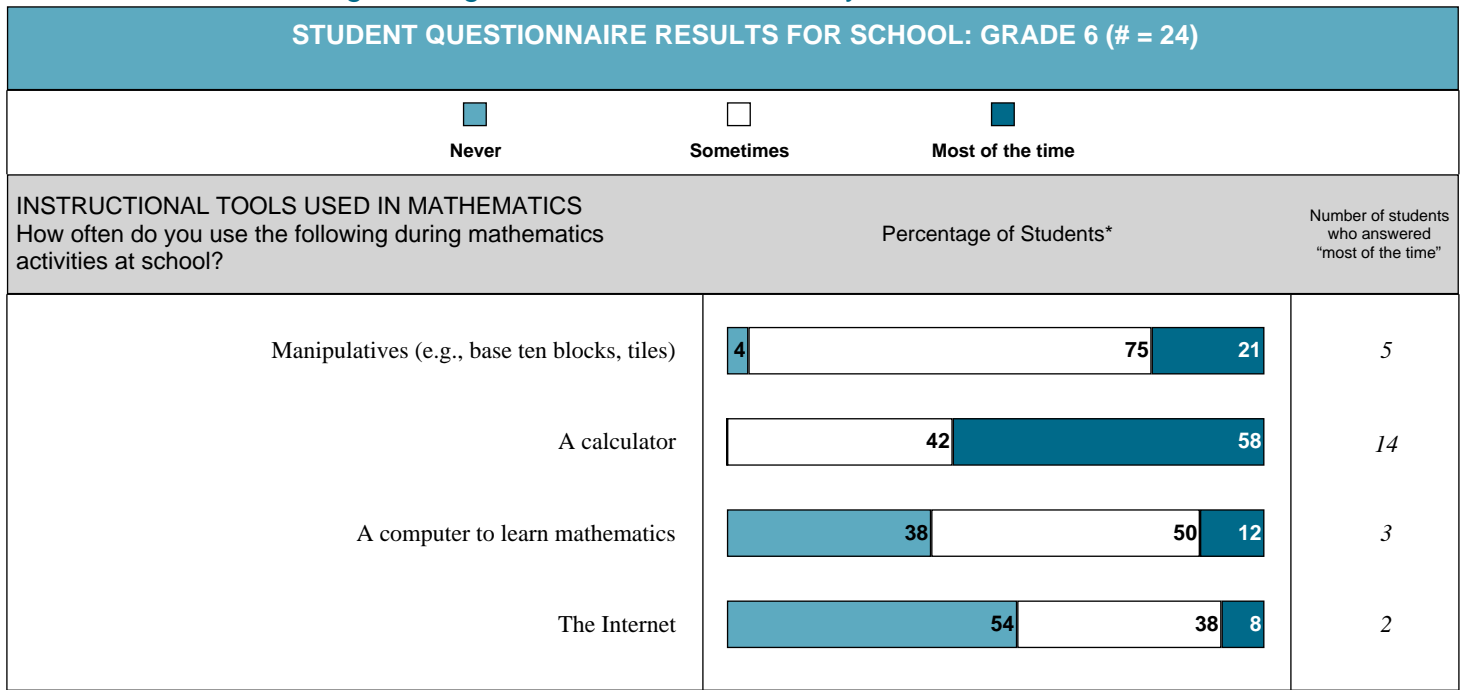 STUDENT QUESTIONNAIRE RESULTS FOR SCHOOL: GRADE 6 (# = 24)
Never Sometimes Most of the time
INSTRUCTIONAL TOOLS USED IN MATHEMATICS
How often do you use the following during mathematics
activities at school?
Percentage of Students*
Number of students
who answered
“most of the time”
Manipulatives (e.g., base ten blocks, tiles) 4 75 21 5
A calculator 42 58 14
A computer to learn mathematics 38 50 12 3
The Internet 54 38 8 2